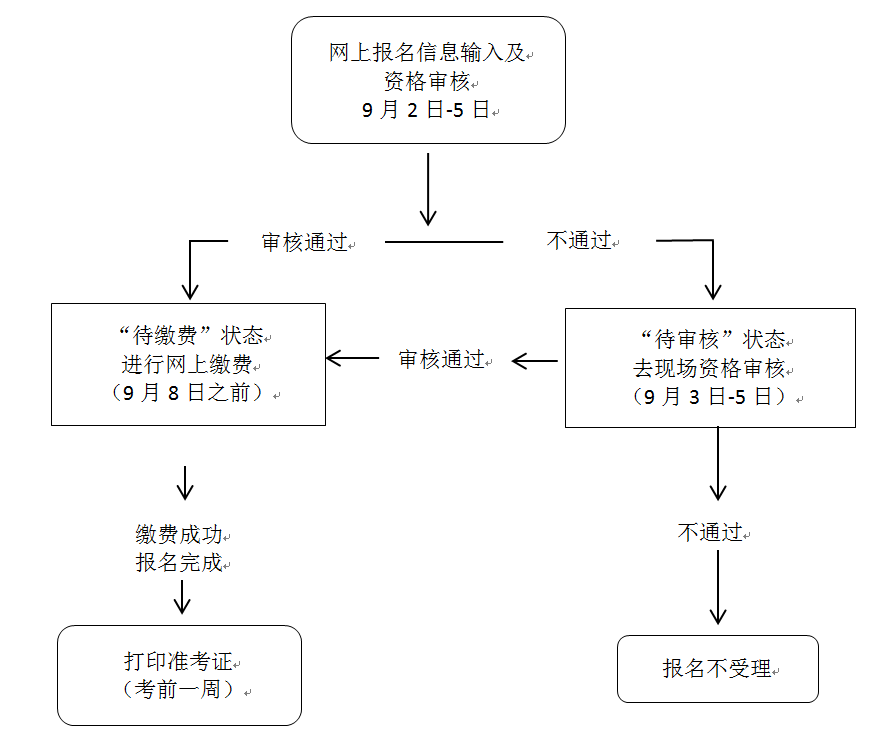 网上报名信息输入及
资格审核
9月2日-5日
审核通过
不通过
“待缴费”状态
进行网上缴费
（9月8日之前）
审核通过
“待审核”状态
去现场资格审核
（9月3日-5日）
缴费成功
报名完成
不通过
打印准考证
（考前一周）
报名不受理